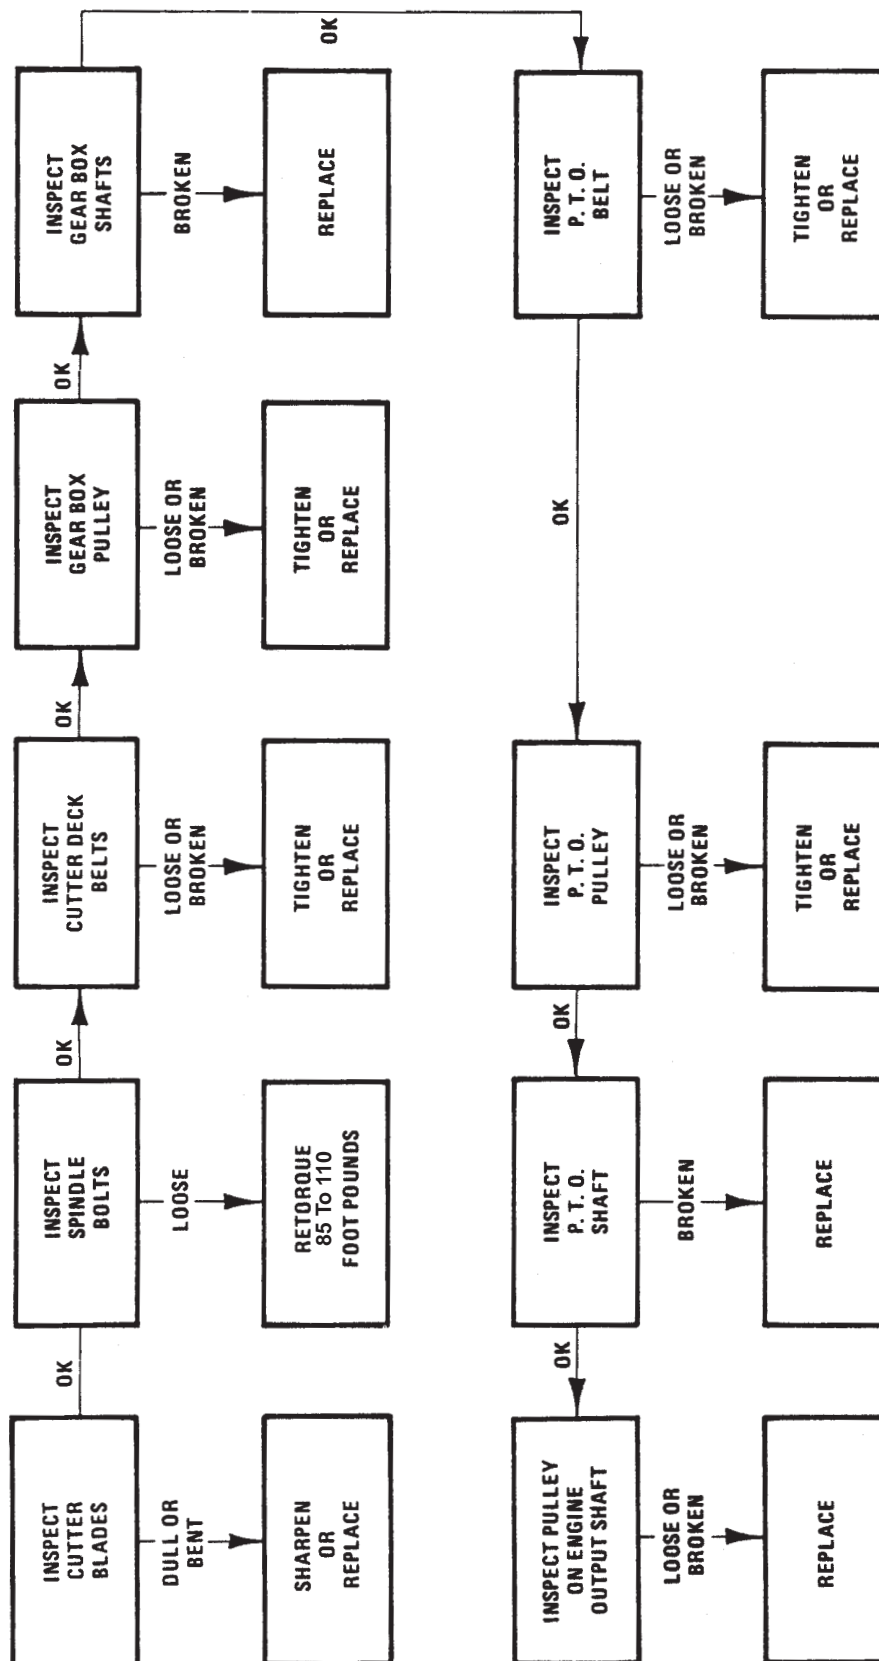 INSPECT
CUTTER
BLADES
OK
DULL OR
BENT
SHARPEN
OR
REPLACE
INSPECT
SPINDLE
BOLTS
OK
LOOSE
RETORQUE
85 To 110
FOOT POUNDS
INSPECT
CUTTER DECK
BELTS
OK
LOOSE OR
BROKEN
TIGHTEN
OR
REPLACE
INSPECT
GEAR BOX
PULLEY
OK
LOOSE OR
BROKEN
TIGHTEN
OR
REPLACE
INSPECT
GEAR BOX
SHAFTS
OK
BROKEN
REPLACE
INSPECT
P. T. O.
BELT
OK
LOOSE OR
BROKEN
TIGHTEN
OR
REPLACE
INSPECT
P. T. O.
PULLEY
OK
LOOSE OR
BROKEN
TIGHTEN
OR
REPLACE
INSPECT
P. T. O.
SHAFT
OK
BROKEN
REPLACE
INSPECT PULLEY
ON ENGINE
OUTPUT SHAFT
LOOSE OR
BROKEN
REPLACE